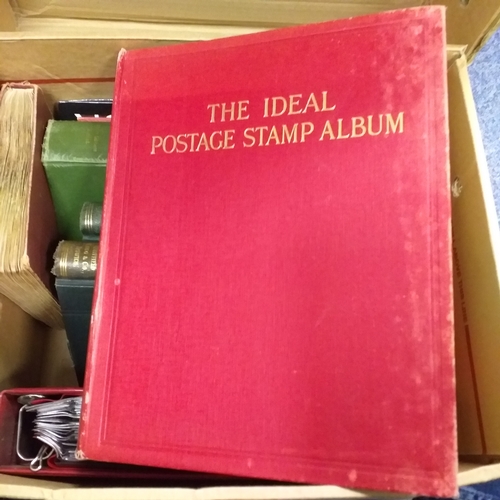 THE IDEAL
POSTAGE STAMP ALBUM